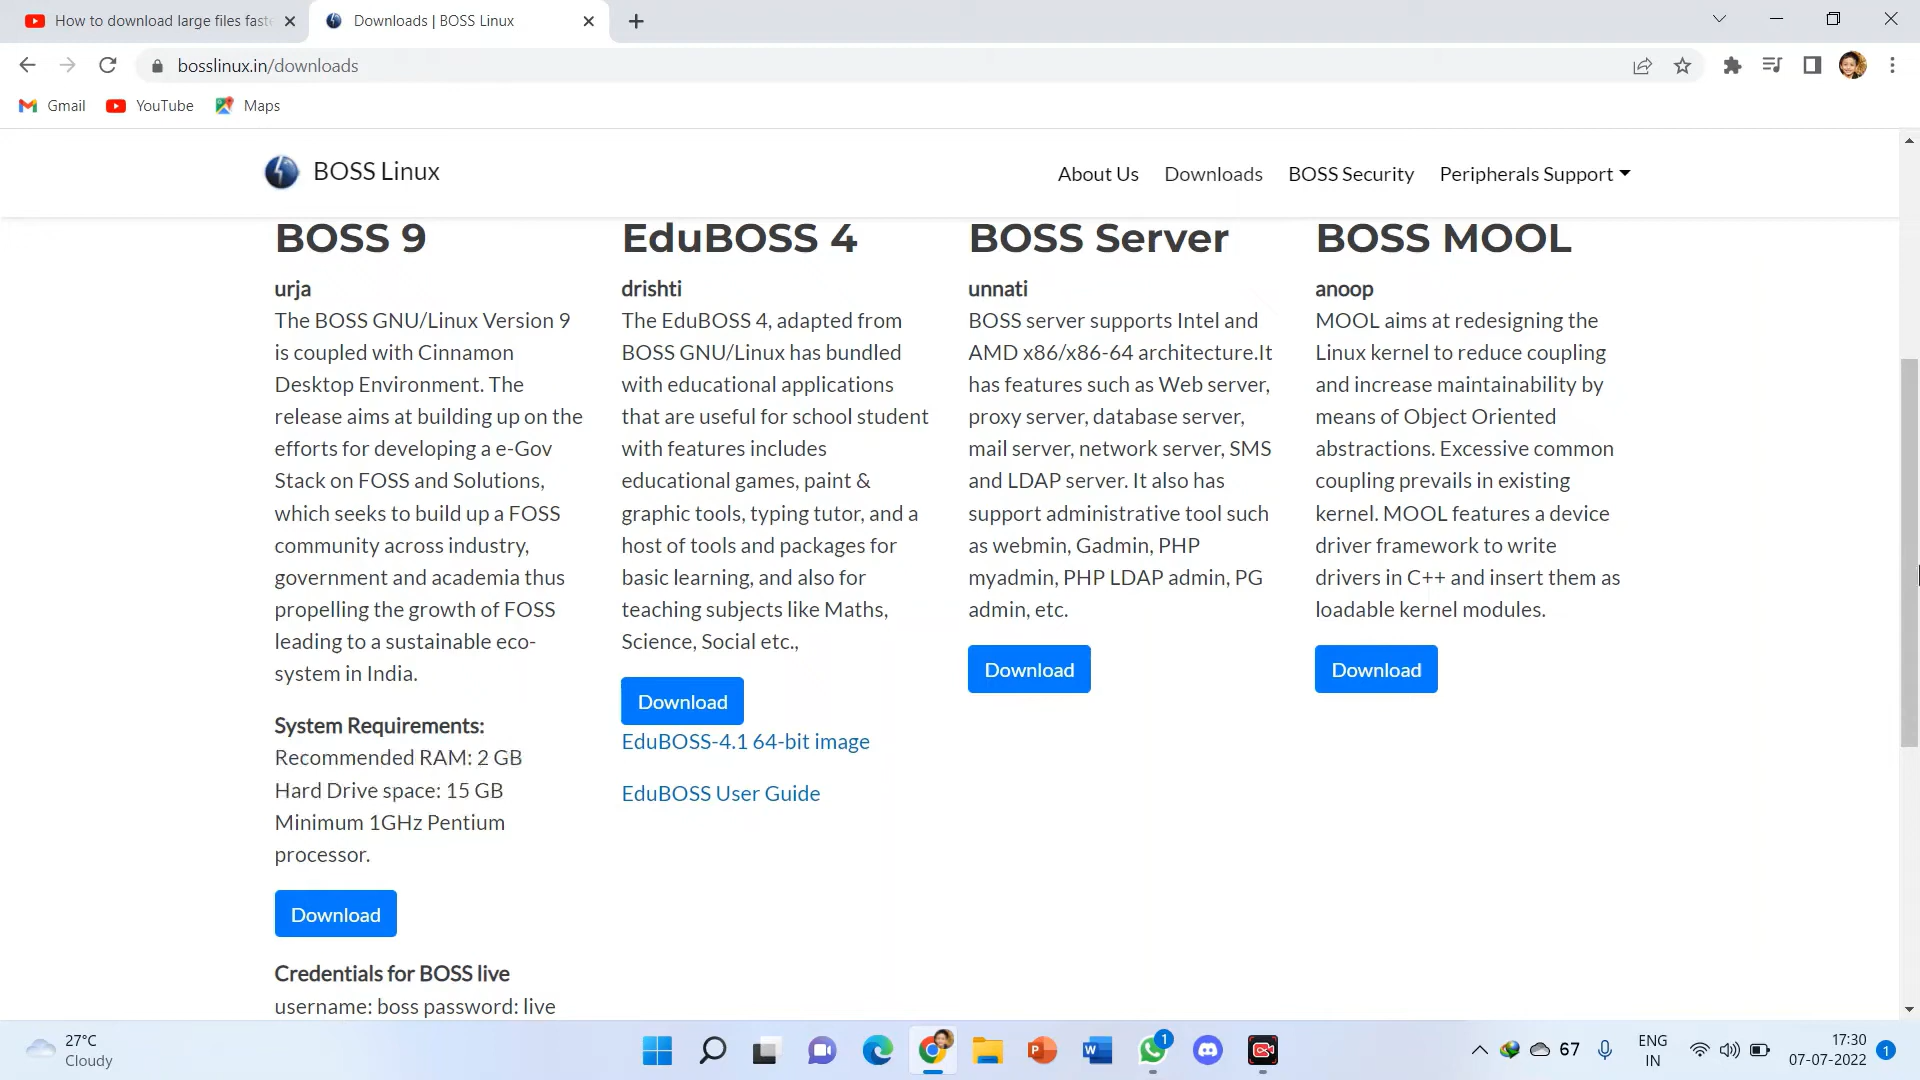 How to download large files faste
Downloads | BOSS Linux
bosslinux.in/downloads
Gmail
YouTube
Maps
BOSS Linux
About Us
Downloads
BOSS Security
Peripherals Support
BOSS 9
urja
The BOSS GNU/Linux Version 9
is coupled with Cinnamon
Desktop Environment. The
release aims at building up on the
efforts for developing a e-Gov
Stack on FOSS and Solutions,
which seeks to build up a FOSS
community across industry,
government and academia thus
propelling the growth of FOSS
leading to a sustainable eco-
system in India.
System Requirements:
Recommended RAM: 2 GB
Hard Drive space: 15 GB
Minimum 1GHz Pentium
processor.
Download
Credentials for BOSS live
username: boss password: live
EduBOSS 4
drishti
The EduBOSS 4, adapted from
BOSS GNU/Linux has bundled
with educational applications
that are useful for school student
with features includes
educational games, paint &
graphic tools, typing tutor, and a
host of tools and packages for
basic learning, and also for
teaching subjects like Maths,
Science, Social etc.,
Download
EduBOSS-4.1 64-bit image
EduBOSS User Guide
BOSS Server
unnati
BOSS server supports Intel and
AMD x86/x86-64 architecture.It
has features such as Web server,
proxy server, database server,
mail server, network server, SMS
and LDAP server. It also has
support administrative tool such
as webmin, Gadmin, PHP
myadmin, PHP LDAP admin, PG
admin, etc.
Download
BOSS MOOL
anoop
MOOL aims at redesigning the
Linux kernel to reduce coupling
and increase maintainability by
means of Object Oriented
abstractions. Excessive common
coupling prevails in existing
kernel. MOOL features a device
driver framework to write
drivers in C++ and insert them as
loadable kernel modules.
Download
27°C
Cloudy
1
67
ENG
IN
17:30
07-07-2022
1